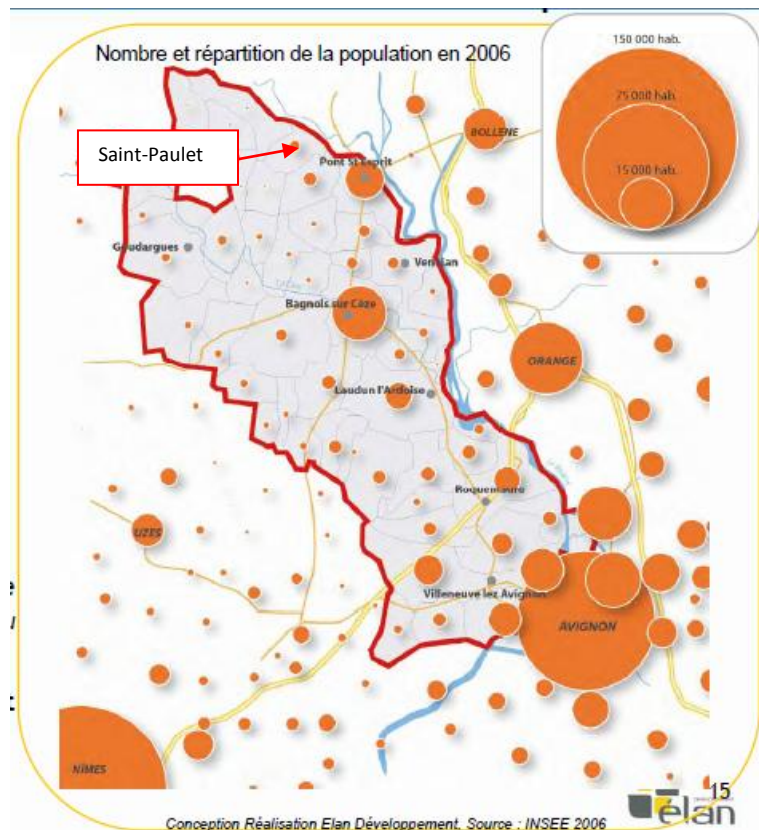 Nombre et répartition de la population en 2006
150 000 hab.
75 000 hab.
15 000 hab.
BOLLENE
Saint-Paulet
Pont St Esprit
Goudargues
Bagnols sur Cèze
ORANGE
Laudun l'Ardoise
Roquemaure
UZES
Villeneuve lez Avignon
AVIGNON
NÎMES
15
élan
Conception Réalisation Elan Développement, Source : INSEE 2006